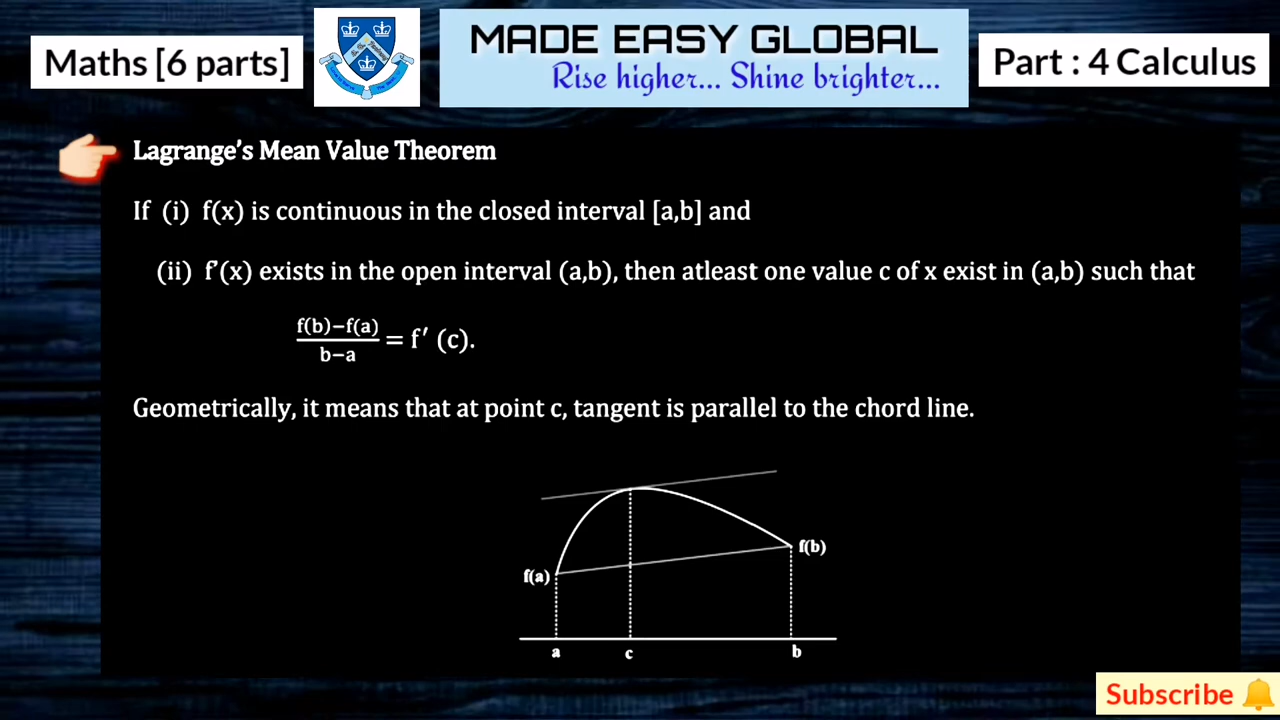 Maths [6 parts]
MADE EASY GLOBAL
Rise higher... Shine brighter...
Part : 4 Calculus
Lagrange's Mean Value Theorem
If (i) f(x) is continuous in the closed interval [a,b] and
(ii) f'(x) exists in the open interval (a,b), then atleast one value c of x exist in (a,b) such that
f(b)−f(a)
b−a
= f′ (c).
Geometrically, it means that at point c, tangent is parallel to the chord line.
f(b)
f(a)
a
c
b
Subscribe